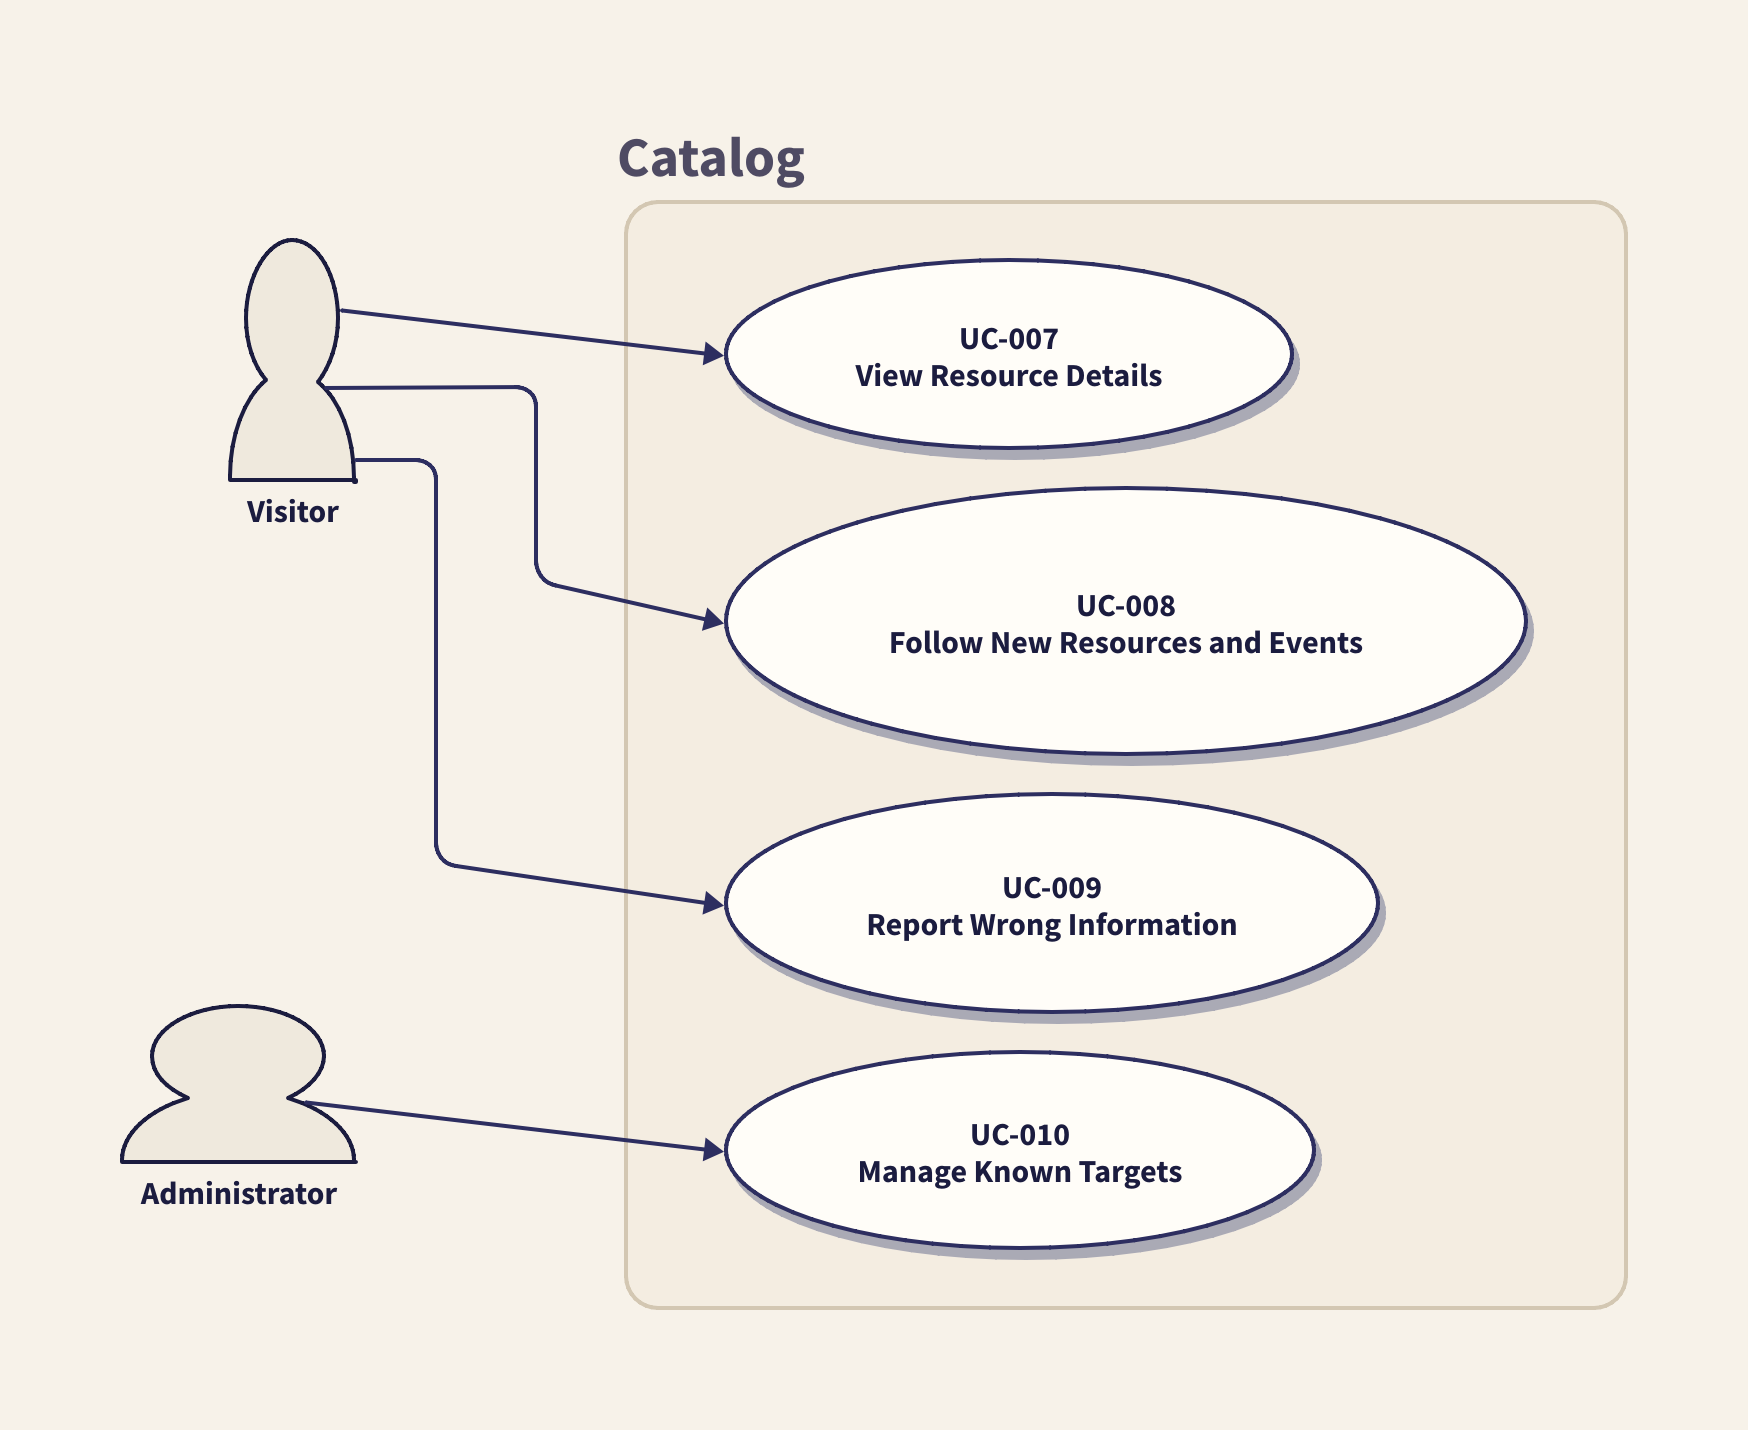 Catalog
UC-007
View Resource Details
Visitor
UC-008
Follow New Resources and Events
UC-009
Report Wrong Information
UC-010
Manage Known Targets
Administrator